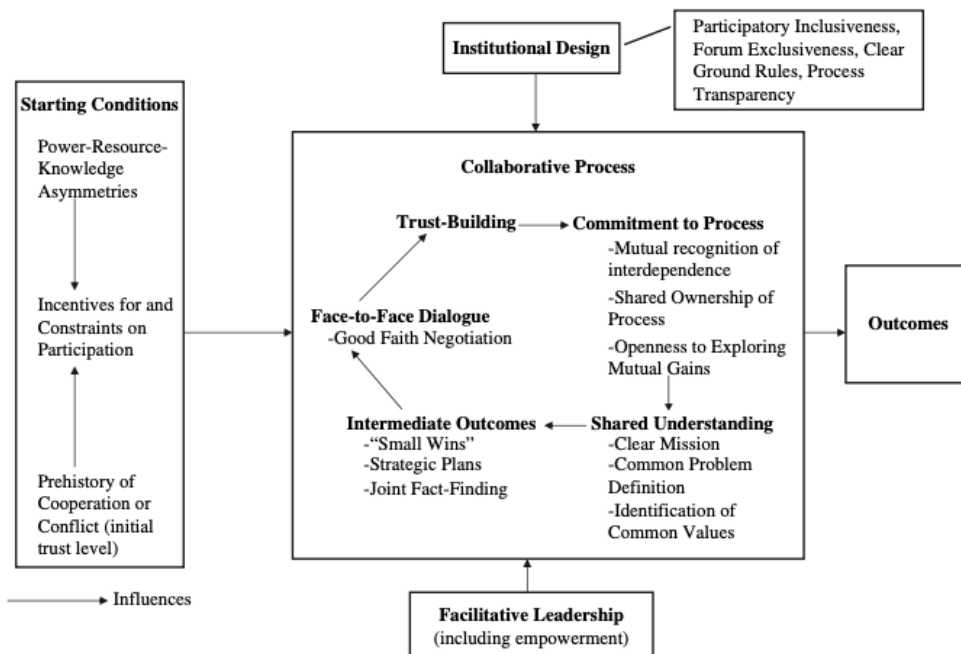 Institutional Design
Participatory Inclusiveness,
Forum Exclusiveness, Clear
Ground Rules, Process
Transparency
Starting Conditions
Power-Resource-
Knowledge
Asymmetries
Incentives for and
Constraints on
Participation
Prehistory of
Cooperation or
Conflict (initial
trust level)
Influences
Collaborative Process
Trust-Building
Commitment to Process
-Mutual recognition of
interdependence
-Shared Ownership of
Process
-Openness to Exploring
Mutual Gains
Face-to-Face Dialogue
-Good Faith Negotiation
Intermediate Outcomes
-“Small Wins”
-Strategic Plans
-Joint Fact-Finding
Shared Understanding
-Clear Mission
-Common Problem
Definition
-Identification of
Common Values
Outcomes
Facilitative Leadership
(including empowerment)